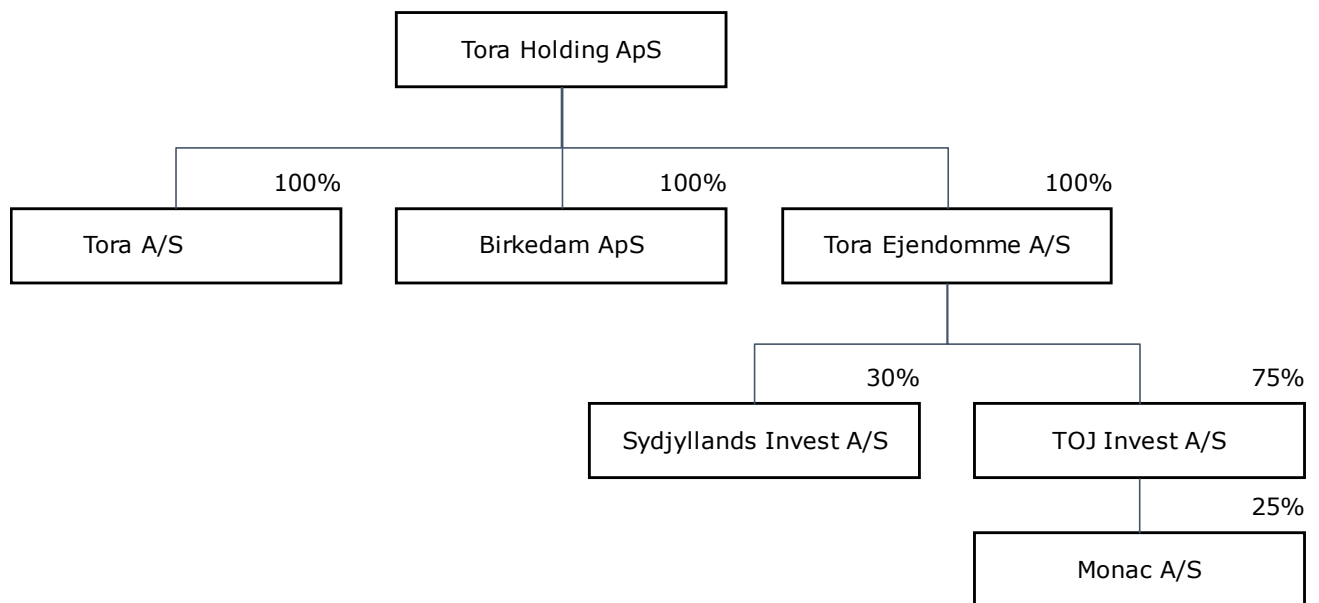 Tora Holding ApS
100%
100%
100%
Tora A/S
Birkedam ApS
Tora Ejendomme A/S
30%
75%
Sydjyllands Invest A/S
TOJ Invest A/S
25%
Monac A/S